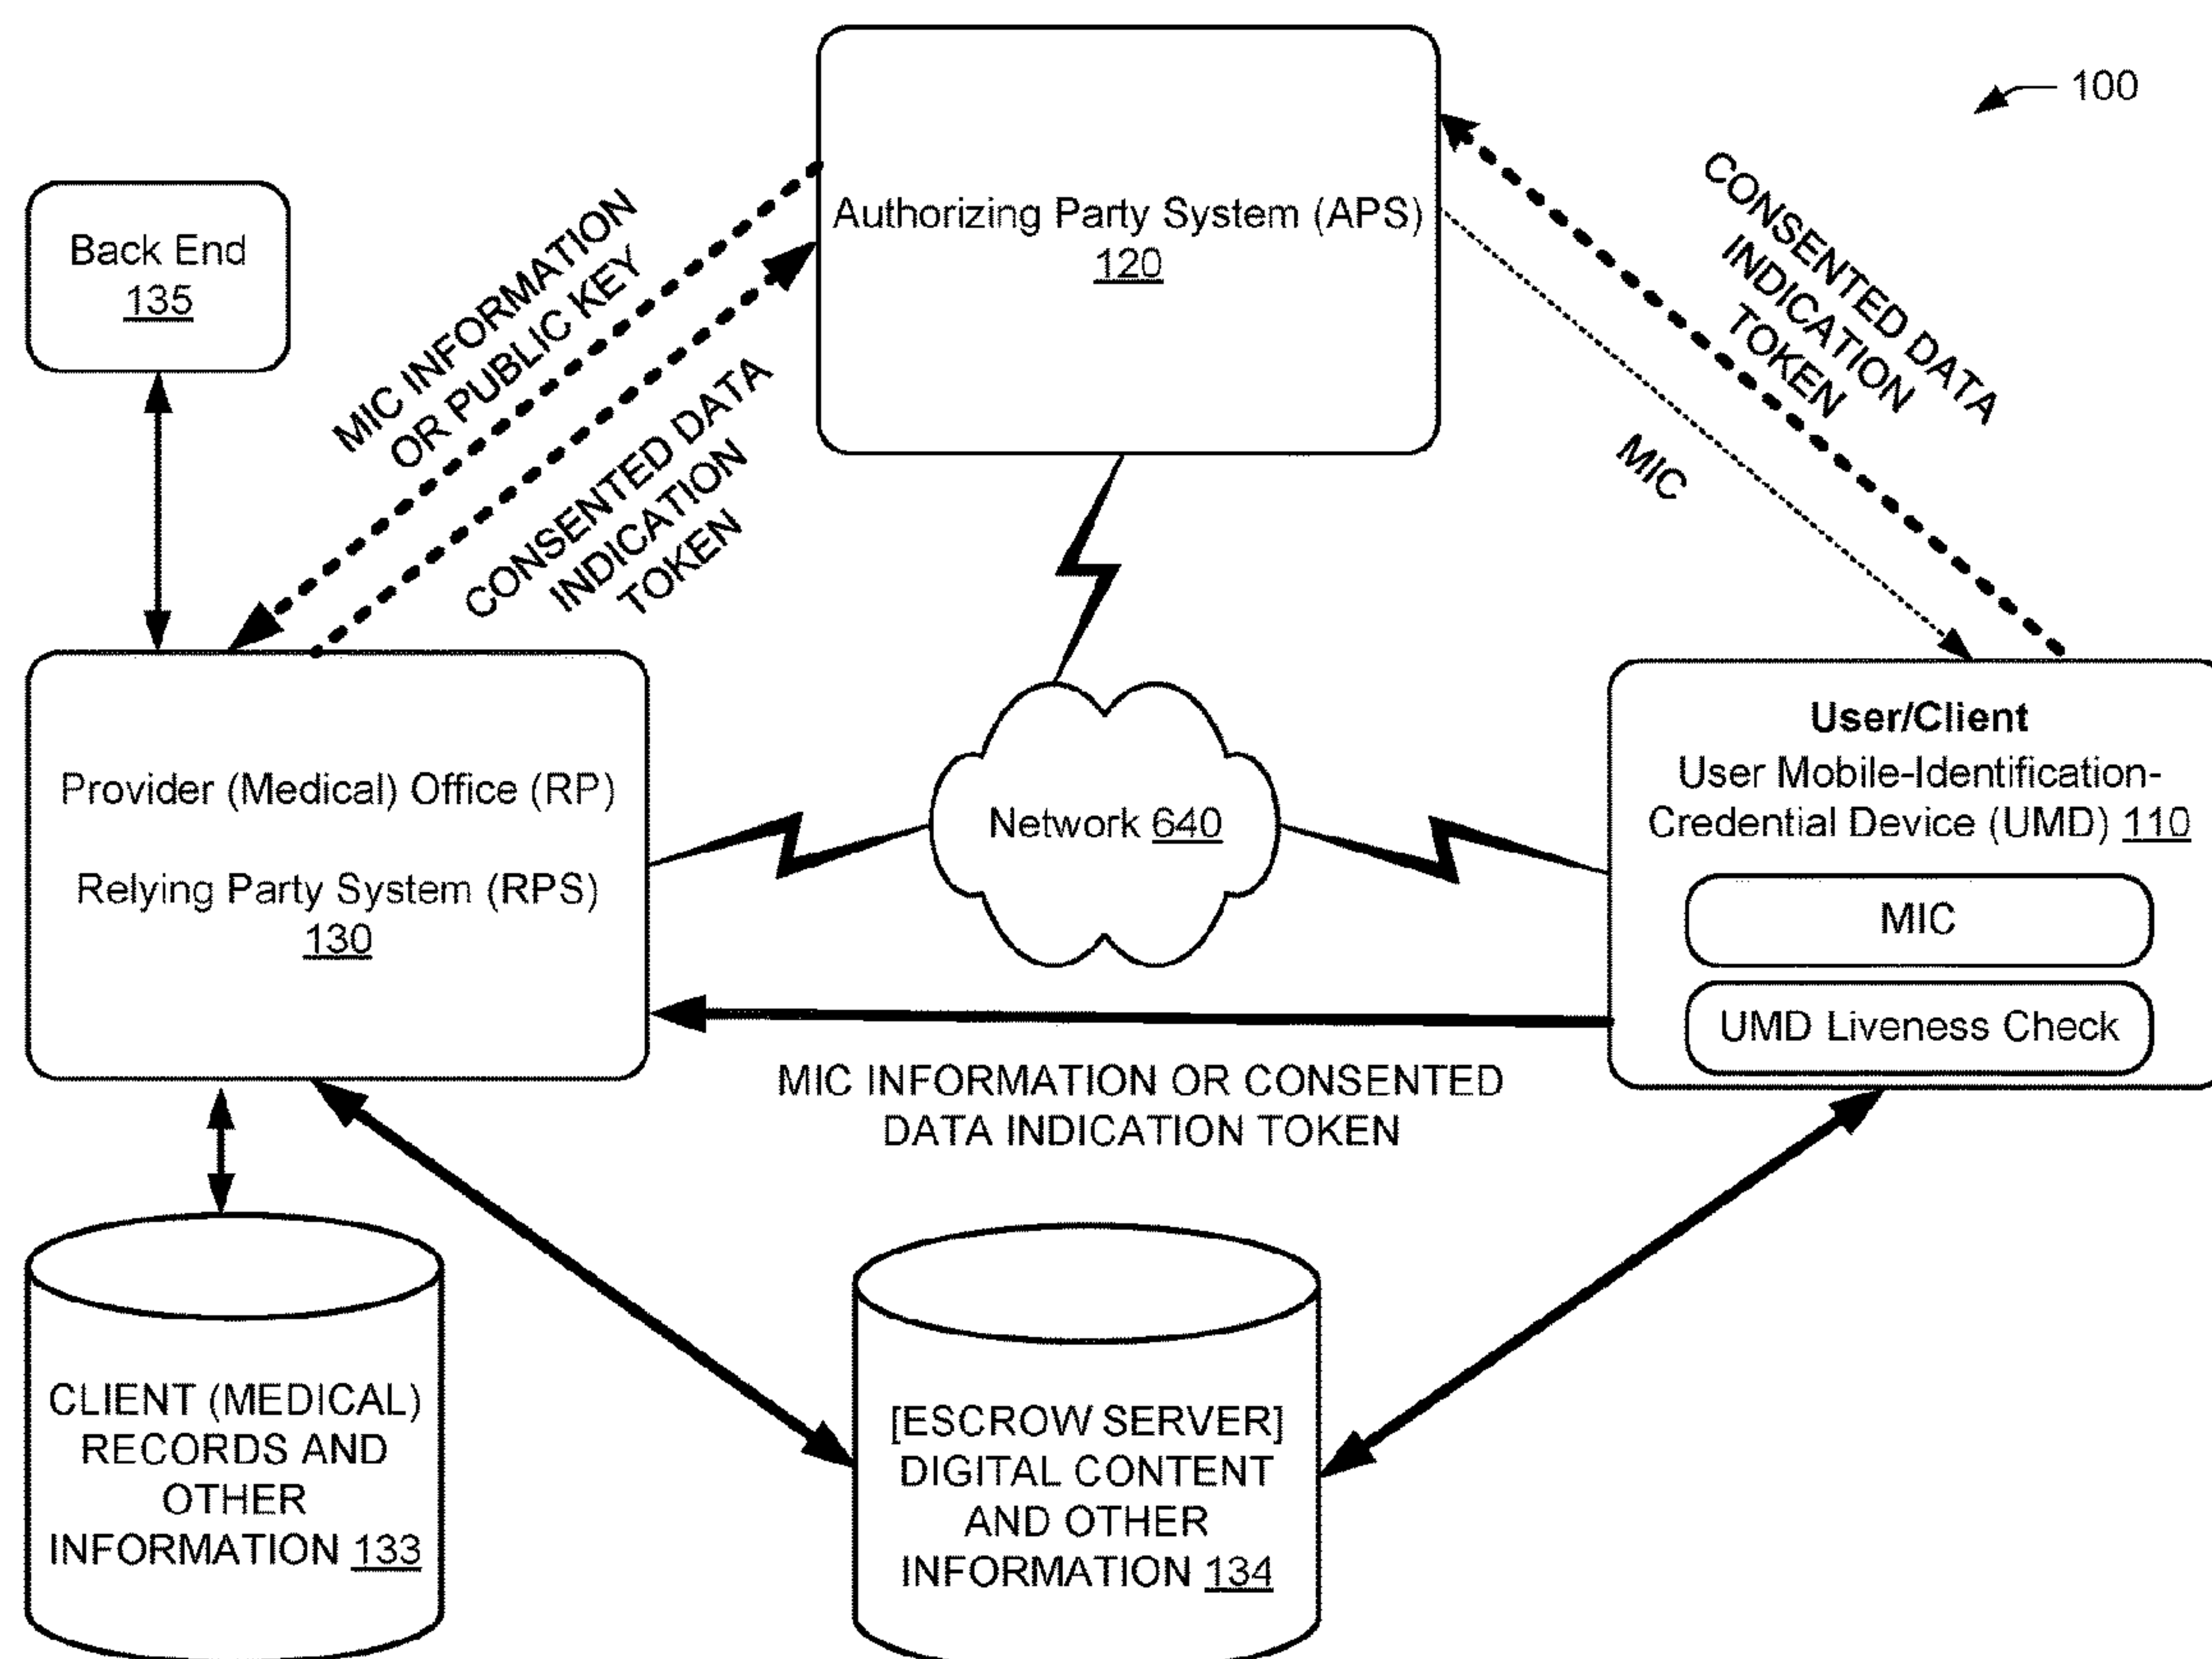 100
Authorizing Party System (APS)
120
Back End
135
MIC INFORMATION
OR PUBLIC KEY
CONSENTED DATA
INDICATION
TOKEN
CONSENTED DATA
INDICATION
TOKEN
MIC
Provider (Medical) Office (RP)
Relying Party System (RPS)
130
Network 640
User/Client
User Mobile-Identification-
Credential Device (UMD) 110
MIC
UMD Liveness Check
MIC INFORMATION OR CONSENTED
DATA INDICATION TOKEN
CLIENT (MEDICAL)
RECORDS AND
OTHER
INFORMATION 133
[ESCROW SERVER]
DIGITAL CONTENT
AND OTHER
INFORMATION 134